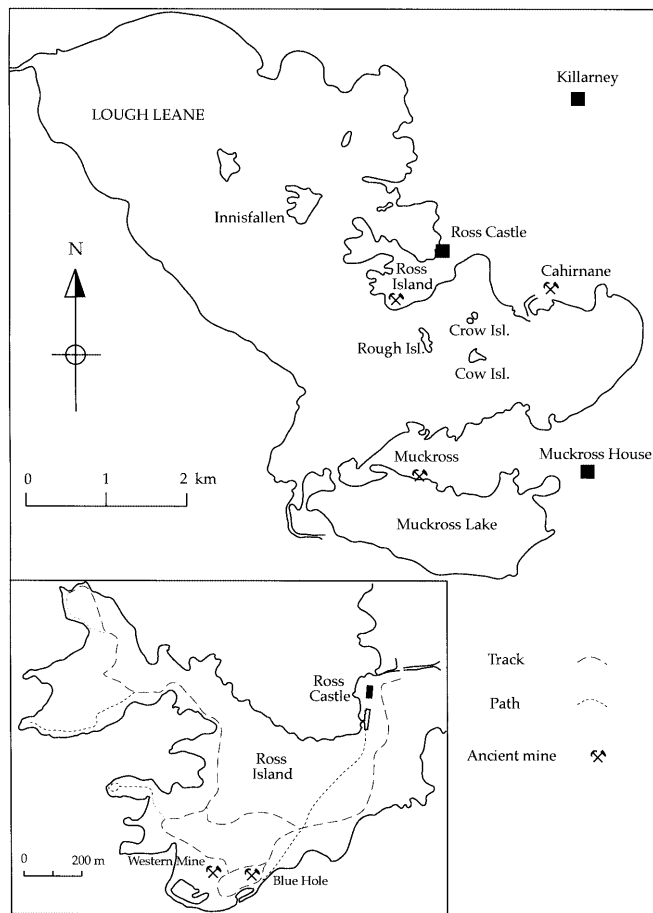 Killarney
LOUGH LEANE
Innisfallen
N
Ross Castle
Ross
Island
Cahirnane
Crow Isl.
Rough Isl.
Cow Isl.
Muckross
Muckross House
0 1 2 km
Muckross Lake
Ross
Castle
Ross
Island
Western Mine
Blue Hole
0 200 m
Track
Path
Ancient mine